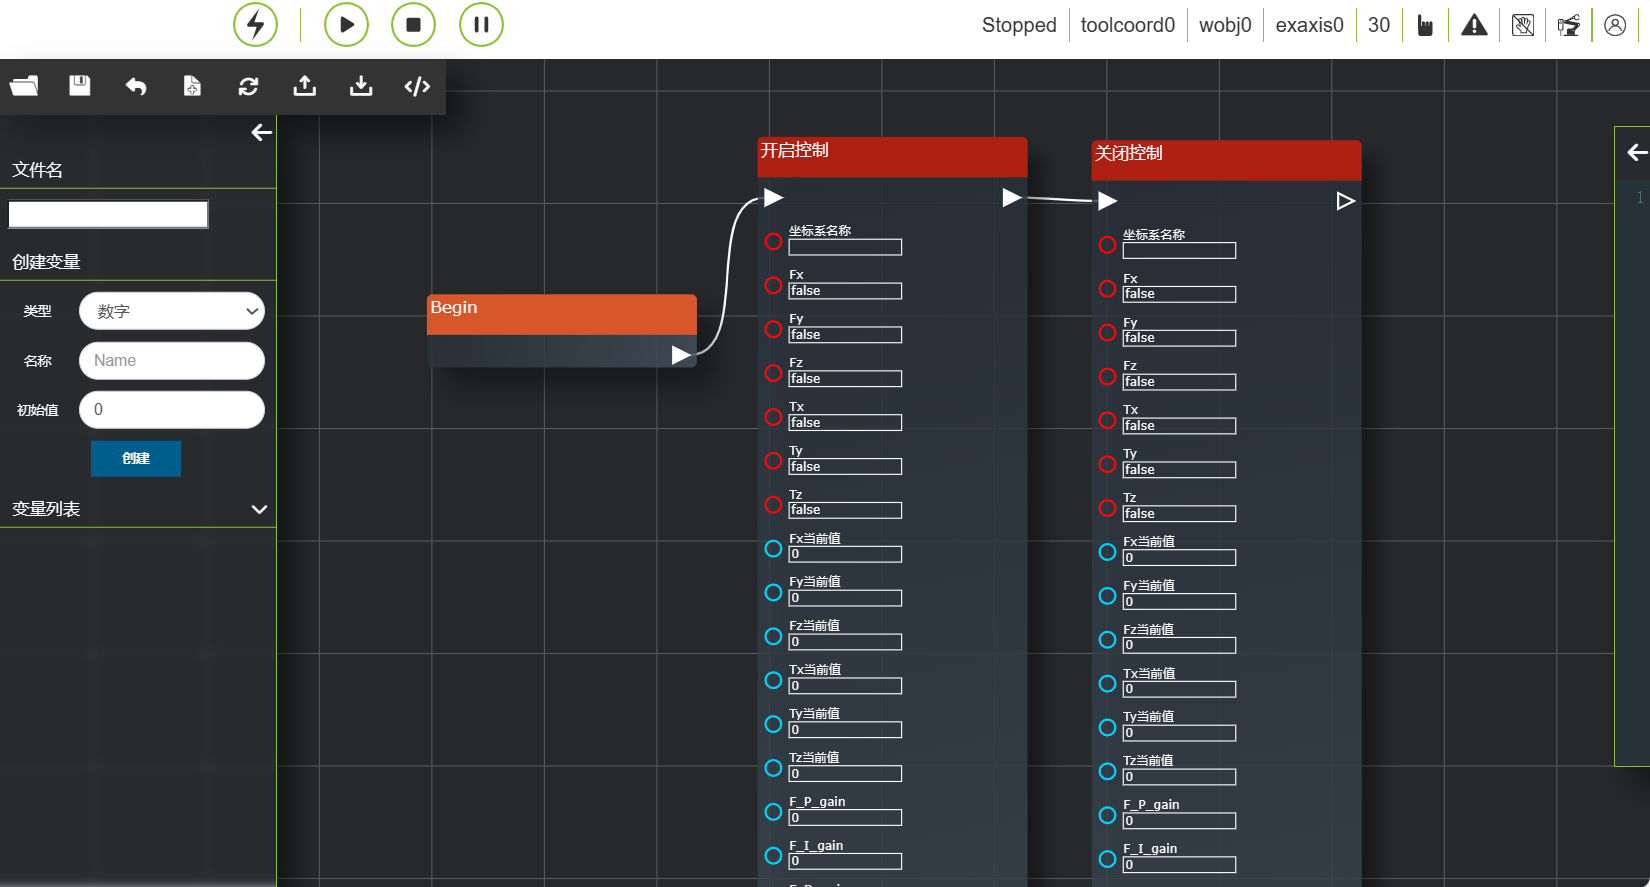 Stopped
toolcoord0
wobj0
exaxis0
30
文件名
创建变量
类型
数字
名称
Name
初始值
0
创建
变量列表
Begin
开启控制
坐标系名称
Fx
false
Fy
false
Fz
false
Tx
false
Ty
false
Tz
false
Fx当前值
0
Fy当前值
0
Fz当前值
0
Tx当前值
0
Ty当前值
0
Tz当前值
0
F_P_gain
0
F_I_gain
0
关闭控制
坐标系名称
Fx
false
Fy
false
Fz
false
Tx
false
Ty
false
Tz
false
Fx当前值
0
Fy当前值
0
Fz当前值
0
Tx当前值
0
Ty当前值
0
Tz当前值
0
F_P_gain
0
F_I_gain
0
1